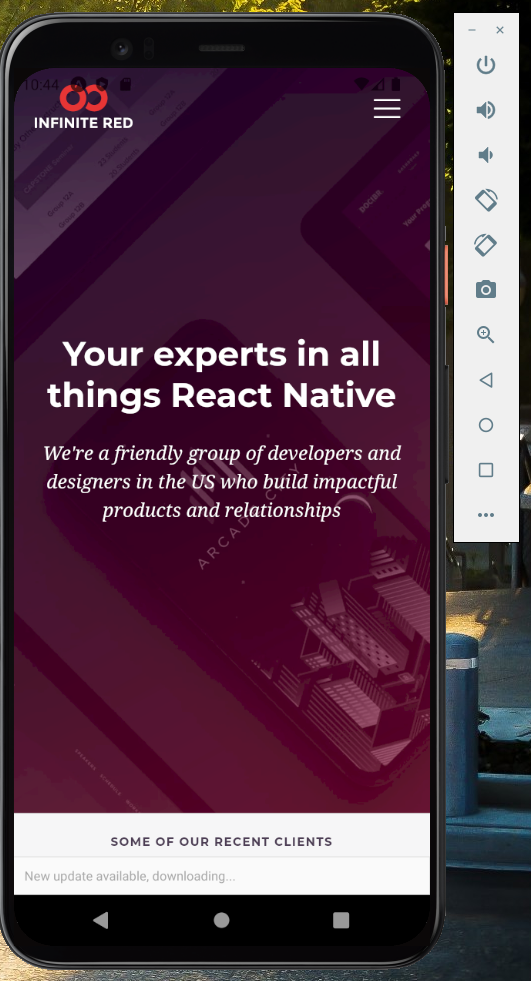 10:44
INFINITE RED
Your experts in all
things React Native
We're a friendly group of developers and
designers in the US who build impactful
products and relationships
ARCADE CITY
SOME OF OUR RECENT CLIENTS
New update available, downloading...